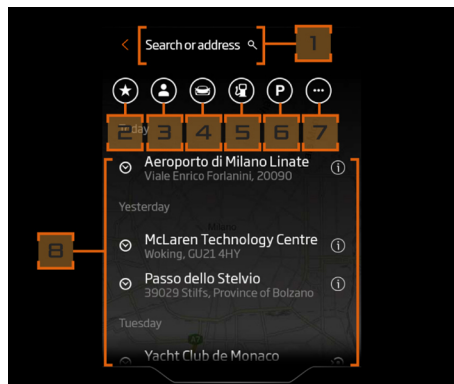 Search or address
1
P
2
3
4
5
6
7
Today
Aeroporto di Milano Linate
Viale Enrico Forlanini, 20090
Yesterday
8
McLaren Technology Centre
Woking, GU21 4HY
Passo dello Stelvio
39029 Stilfs, Province of Bolzano
Tuesday
Yacht Club de Monaco